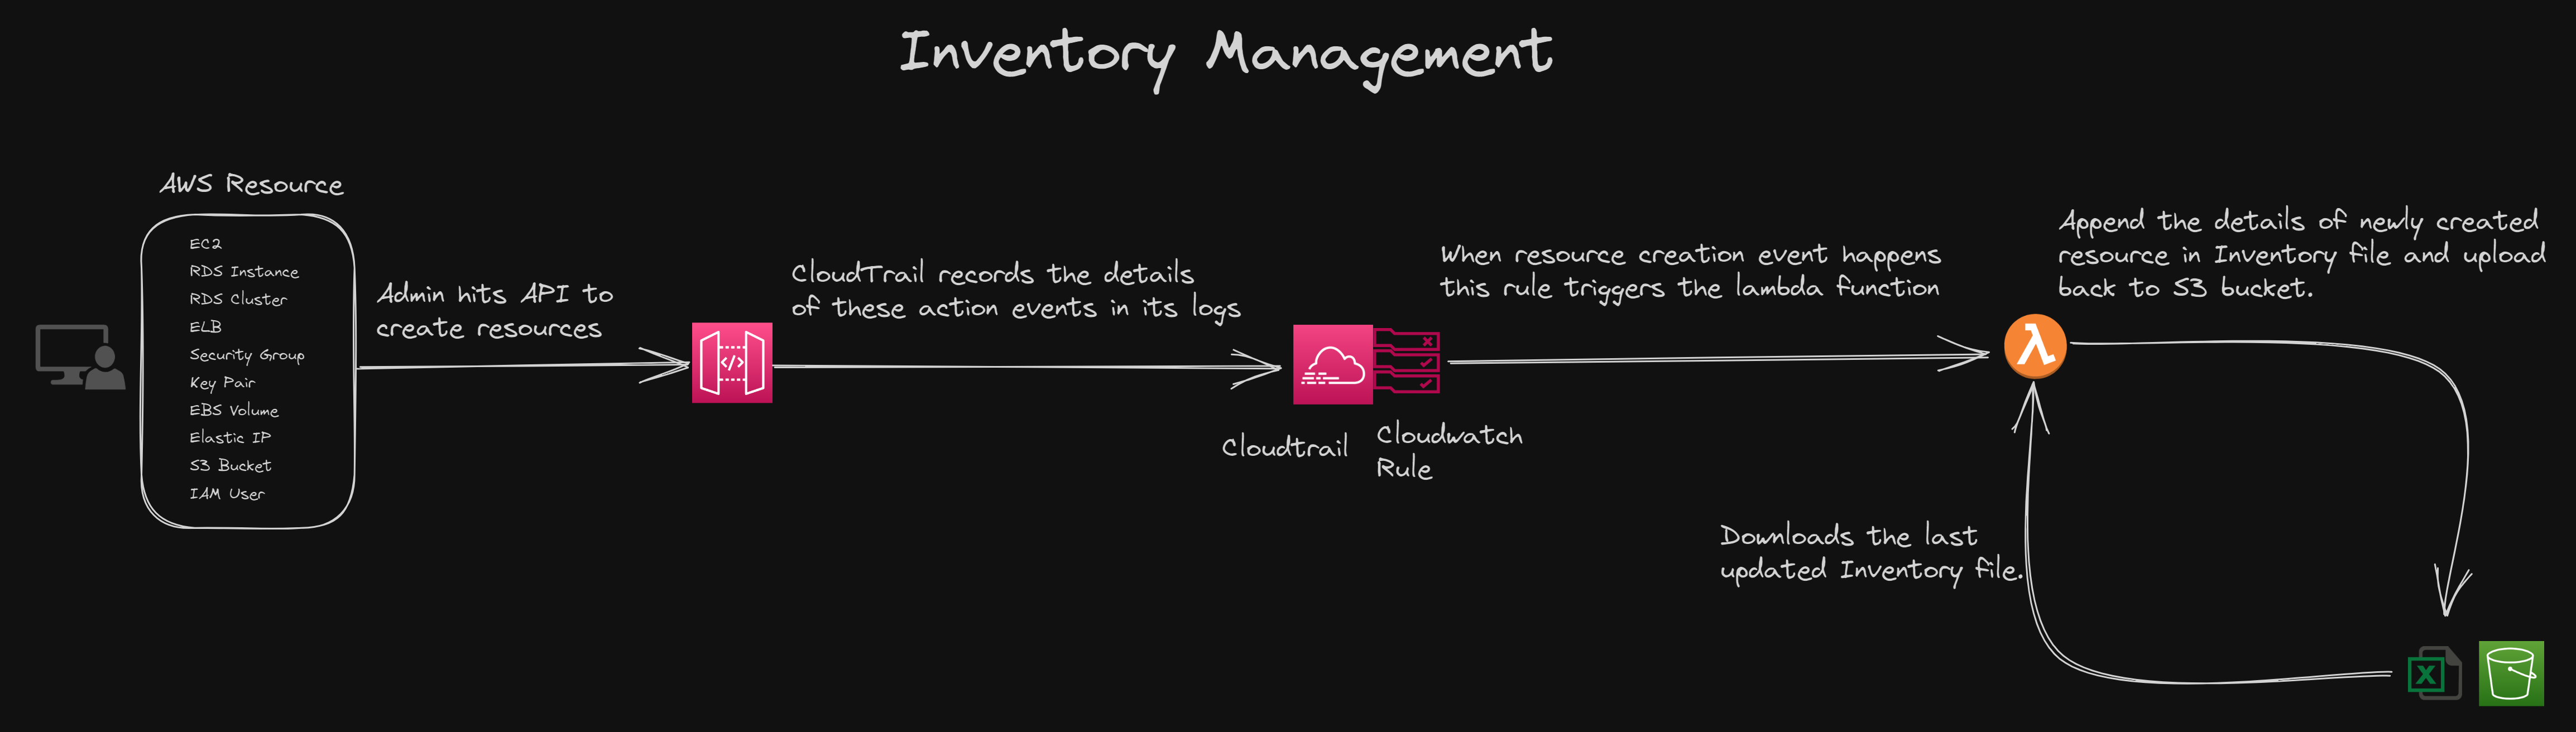 Inventory Management
AWS Resource
EC2
RDS Instance
RDS Cluster
ELB
Security Group
Key Pair
EBS Volume
Elastic IP
S3 Bucket
IAM User
Admin hits API to
create resources
</>
CloudTrail records the details
of these action events in its logs
Cloudtrail
Cloudwatch
Rule
When resource creation event happens
this rule triggers the lambda function
λ
Append the details of newly created
resource in Inventory file and upload
back to S3 bucket.
Downloads the last
updated Inventory file.
X